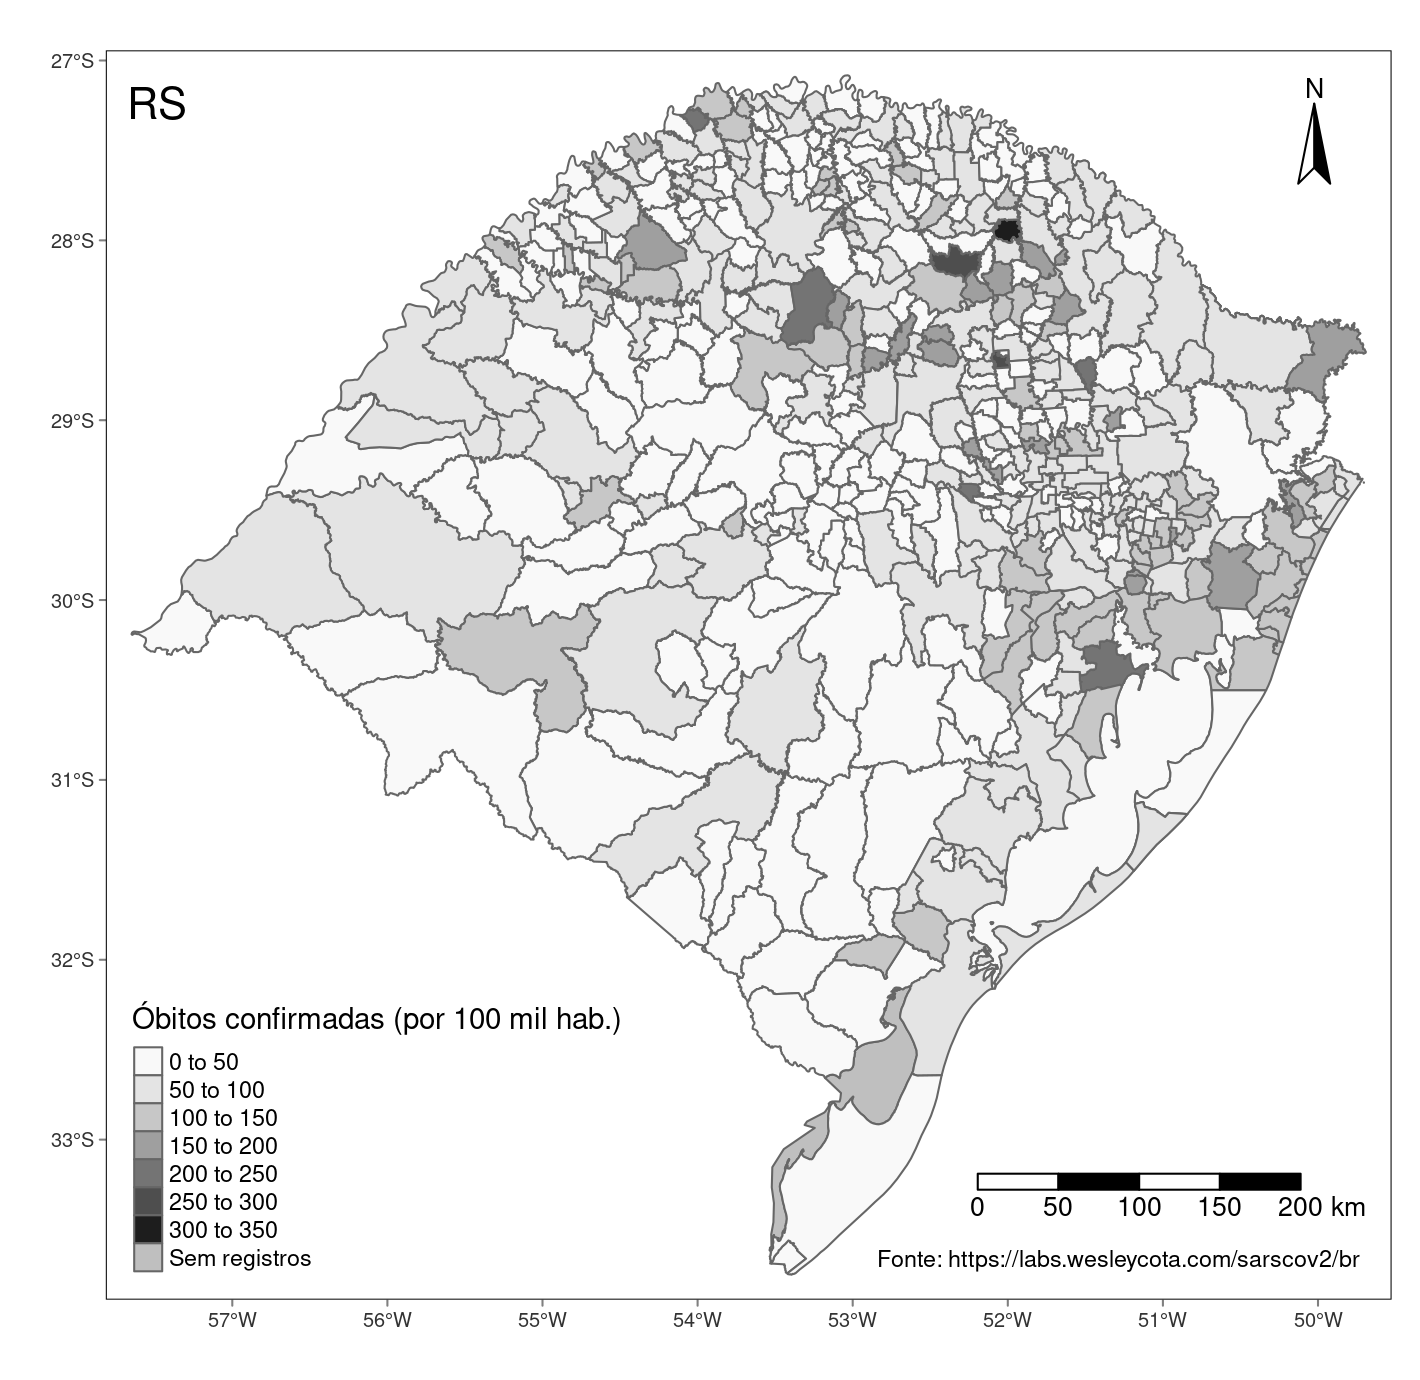 RS
N
27°S
28°S
29°S
30°S
31°S
32°S
33°S
Óbitos confirmadas (por 100 mil hab.)
0 to 50
50 to 100
100 to 150
150 to 200
200 to 250
250 to 300
300 to 350
Sem registros
0 50 100 150 200 km
Fonte: https://labs.wesleycota.com/sarscov2/br
57°W 56°W 55°W 54°W 53°W 52°W 51°W 50°W